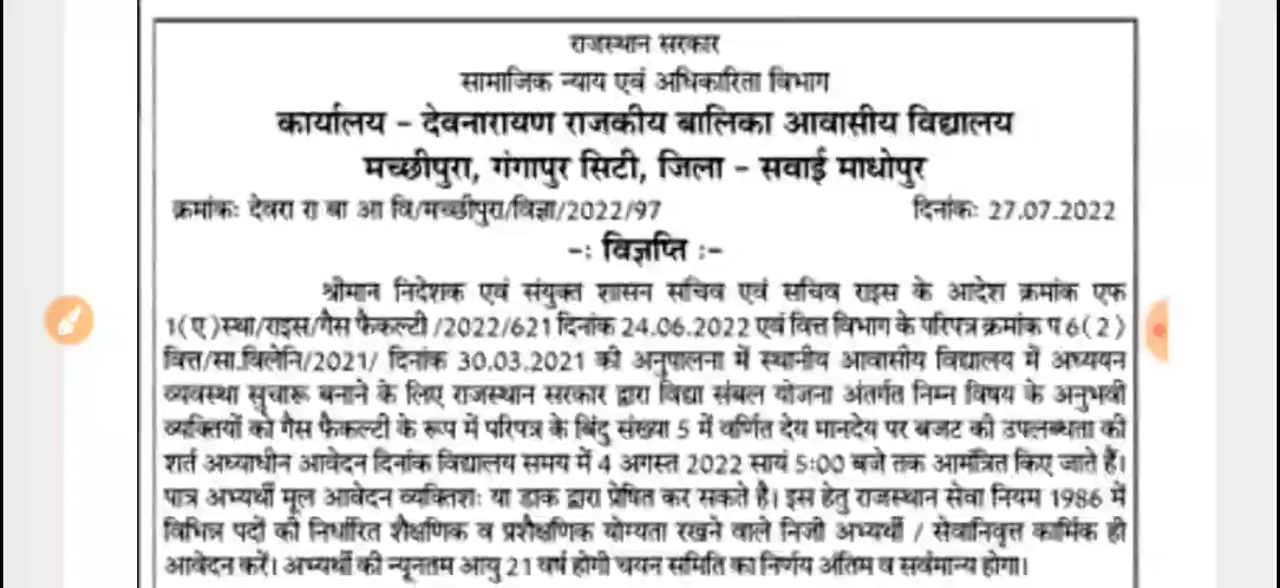 राजस्थान सरकार
सामाजिक न्याय एवं अधिकारिता विभाग
कार्यालय - देवनारायण राजकीय बालिका आवासीय विद्यालय
मच्छीपुरा, गंगापुर सिटी, जिला - सवाई माधोपुर
क्रमांकः देवरा रा बा आ वि/मच्छीपुरा/विज्ञा/2022/97 दिनांकः 27.07.2022
-: विज्ञप्ति :-
श्रीमान निदेशक एवं संयुक्त शासन सचिव एवं सचिव राइस के आदेश क्रमांक एफ
1(ए)स्था/राइस/गैस फैकल्टी /2022/621 दिनांक 24.06.2022 एवं वित्त विभाग के परिपत्र क्रमांक प 6(2)
वित्त/सा.विलेनि/2021/ दिनांक 30.03.2021 की अनुपालना में स्थानीय आवासीय विद्यालय में अध्ययन
व्यवस्था सुचारू बनाने के लिए राजस्थान सरकार द्वारा विद्या संबल योजना अंतर्गत निम्न विषय के अनुभवी
व्यक्तियों को गैस फैकल्टी के रूप में परिपत्र के बिंदु संख्या 5 में वर्णित देय मानदेय पर बजट की उपलब्धता की
शर्त अध्याधीन आवेदन दिनांक विद्यालय समय में 4 अगस्त 2022 सायं 5:00 बजे तक आमंत्रित किए जाते हैं।
पात्र अभ्यर्थी मूल आवेदन व्यक्तिशः या डाक द्वारा प्रेषित कर सकते है। इस हेतु राजस्थान सेवा नियम 1986 में
विभिन्न पदों की निर्धारित शैक्षणिक व प्रशैक्षणिक योग्यता रखने वाले निजी अभ्यर्थी / सेवानिवृत्त कार्मिक ही
आवेदन करें। अभ्यर्थी की न्यूनतम आयु 21 वर्ष होगी चयन समिति का निर्णय अंतिम व सर्वमान्य होगा।